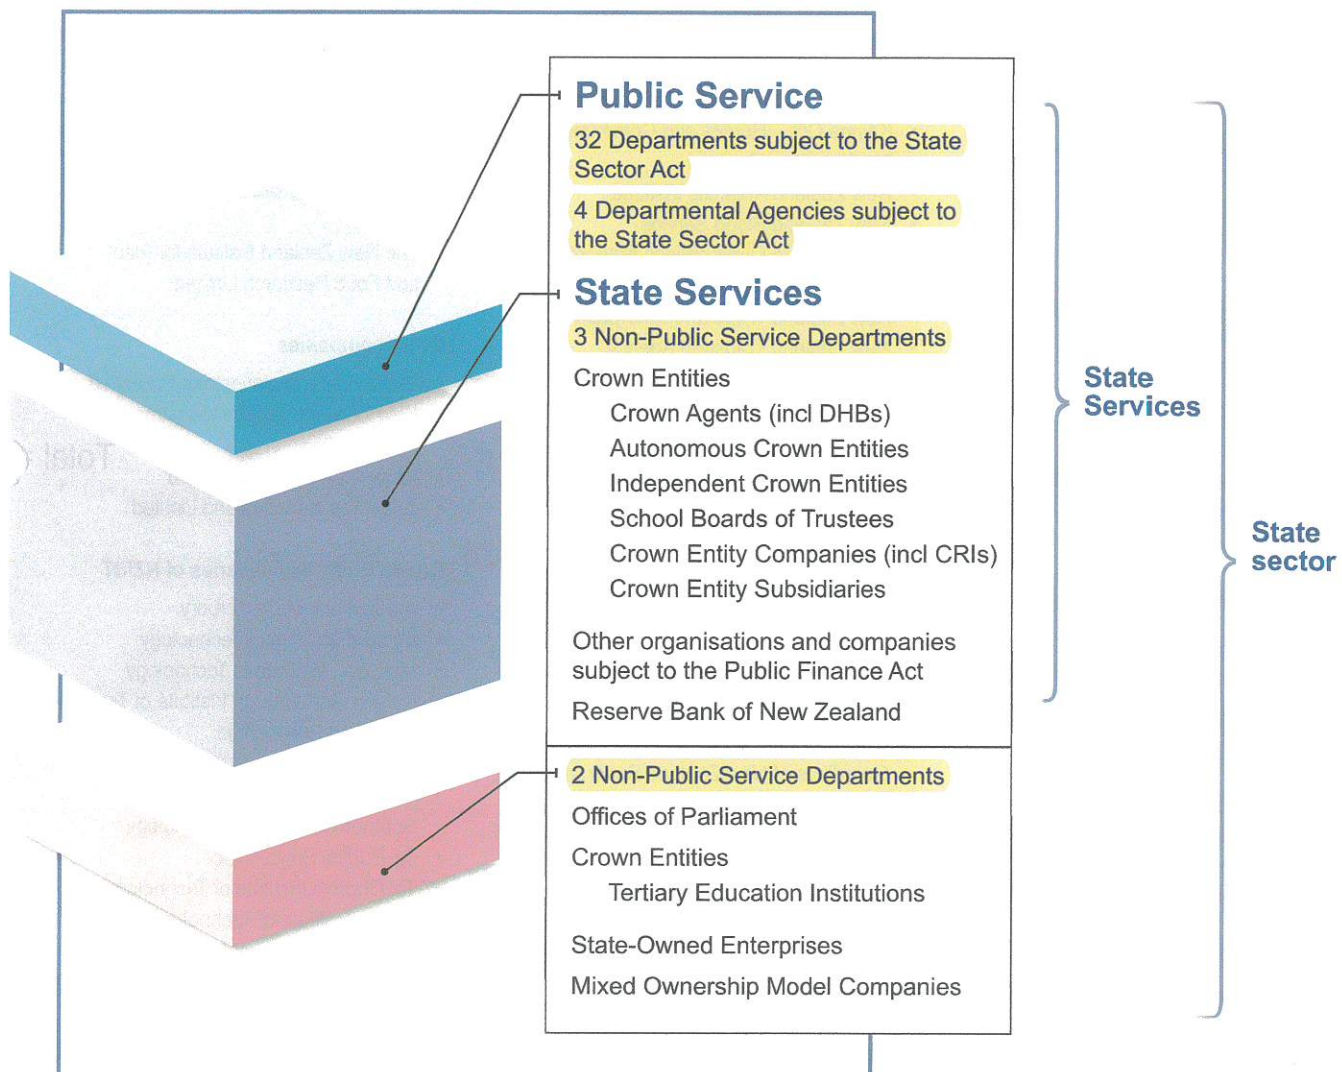 Public Service
32 Departments subject to the State
Sector Act
4 Departmental Agencies subject to
the State Sector Act
State Services
3 Non-Public Service Departments
Crown Entities
Crown Agents (incl DHBs)
Autonomous Crown Entities
Independent Crown Entities
School Boards of Trustees
Crown Entity Companies (incl CRIs)
Crown Entity Subsidiaries
Other organisations and companies
subject to the Public Finance Act
Reserve Bank of New Zealand
2 Non-Public Service Departments
Offices of Parliament
Crown Entities
Tertiary Education Institutions
State-Owned Enterprises
Mixed Ownership Model Companies
State
Services
State
sector